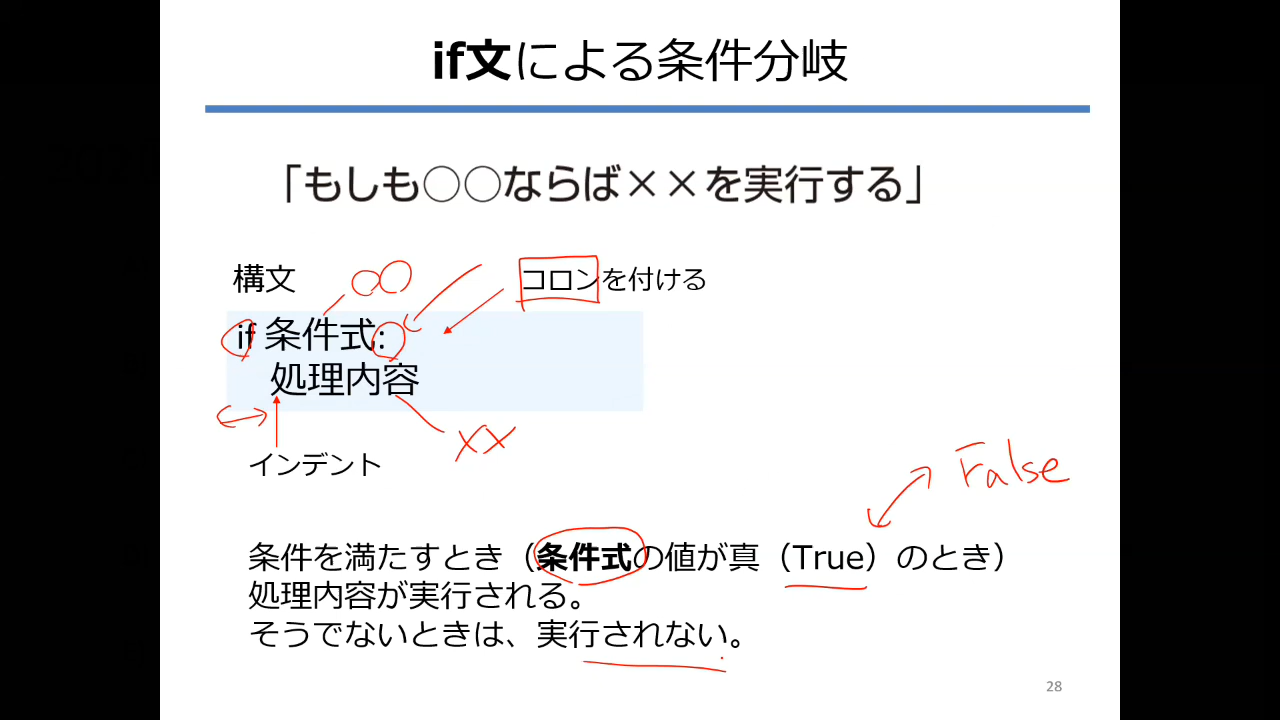 if文による条件分岐
「もしも○○ならば××を実行する」
構文
○○
コロンを付ける
if 条件式:
処理内容
××
インデント
False
条件を満たすとき（条件式の値が真（True）のとき）
処理内容が実行される。
そうでないときは、実行されない。
28